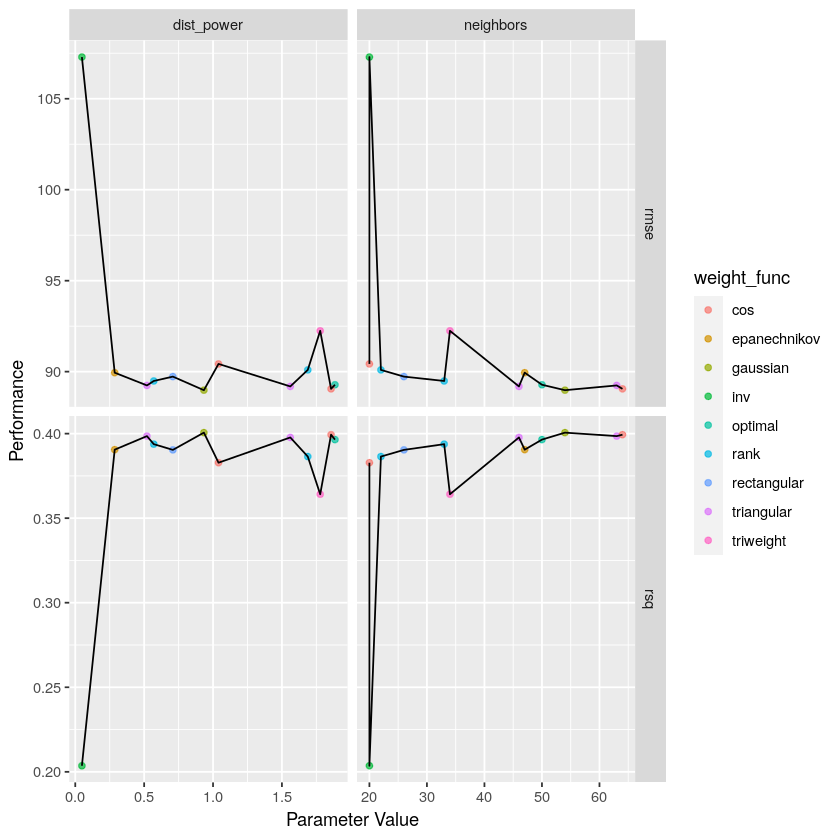 dist_power
neighbors
105
100
95
90
rmse
0.40
0.35
0.30
0.25
0.20
rsq
0.0
0.5
1.0
1.5
20
30
40
50
60
Parameter Value
Performance
weight_func
cos
epanechnikov
gaussian
inv
optimal
rank
rectangular
triangular
triweight